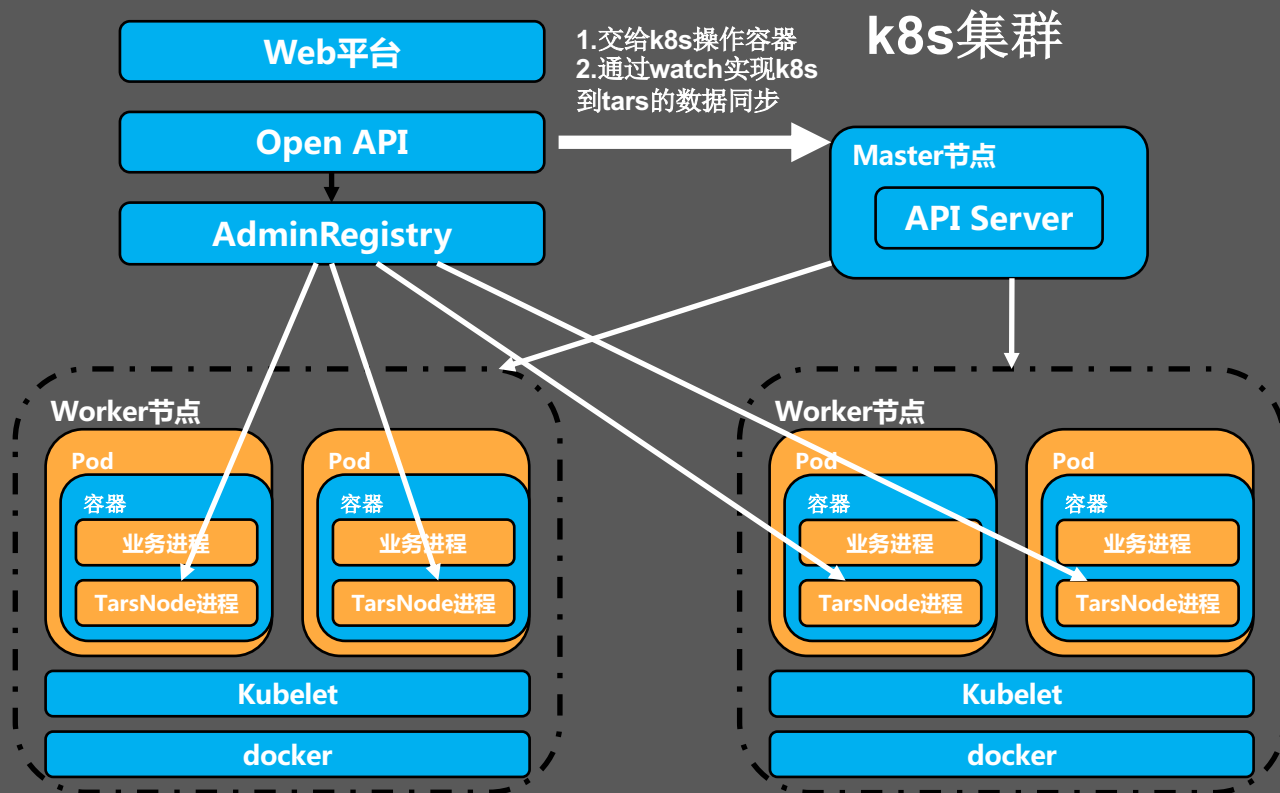 k8s集群
Web平台
1.交给k8s操作容器
2.通过watch实现k8s
到tars的数据同步
Open API
Master节点
API Server
AdminRegistry
Worker节点
Pod
容器
业务进程
TarsNode进程
Pod
容器
业务进程
TarsNode进程
Kubelet
docker
Worker节点
Pod
容器
业务进程
TarsNode进程
Pod
容器
业务进程
TarsNode进程
Kubelet
docker